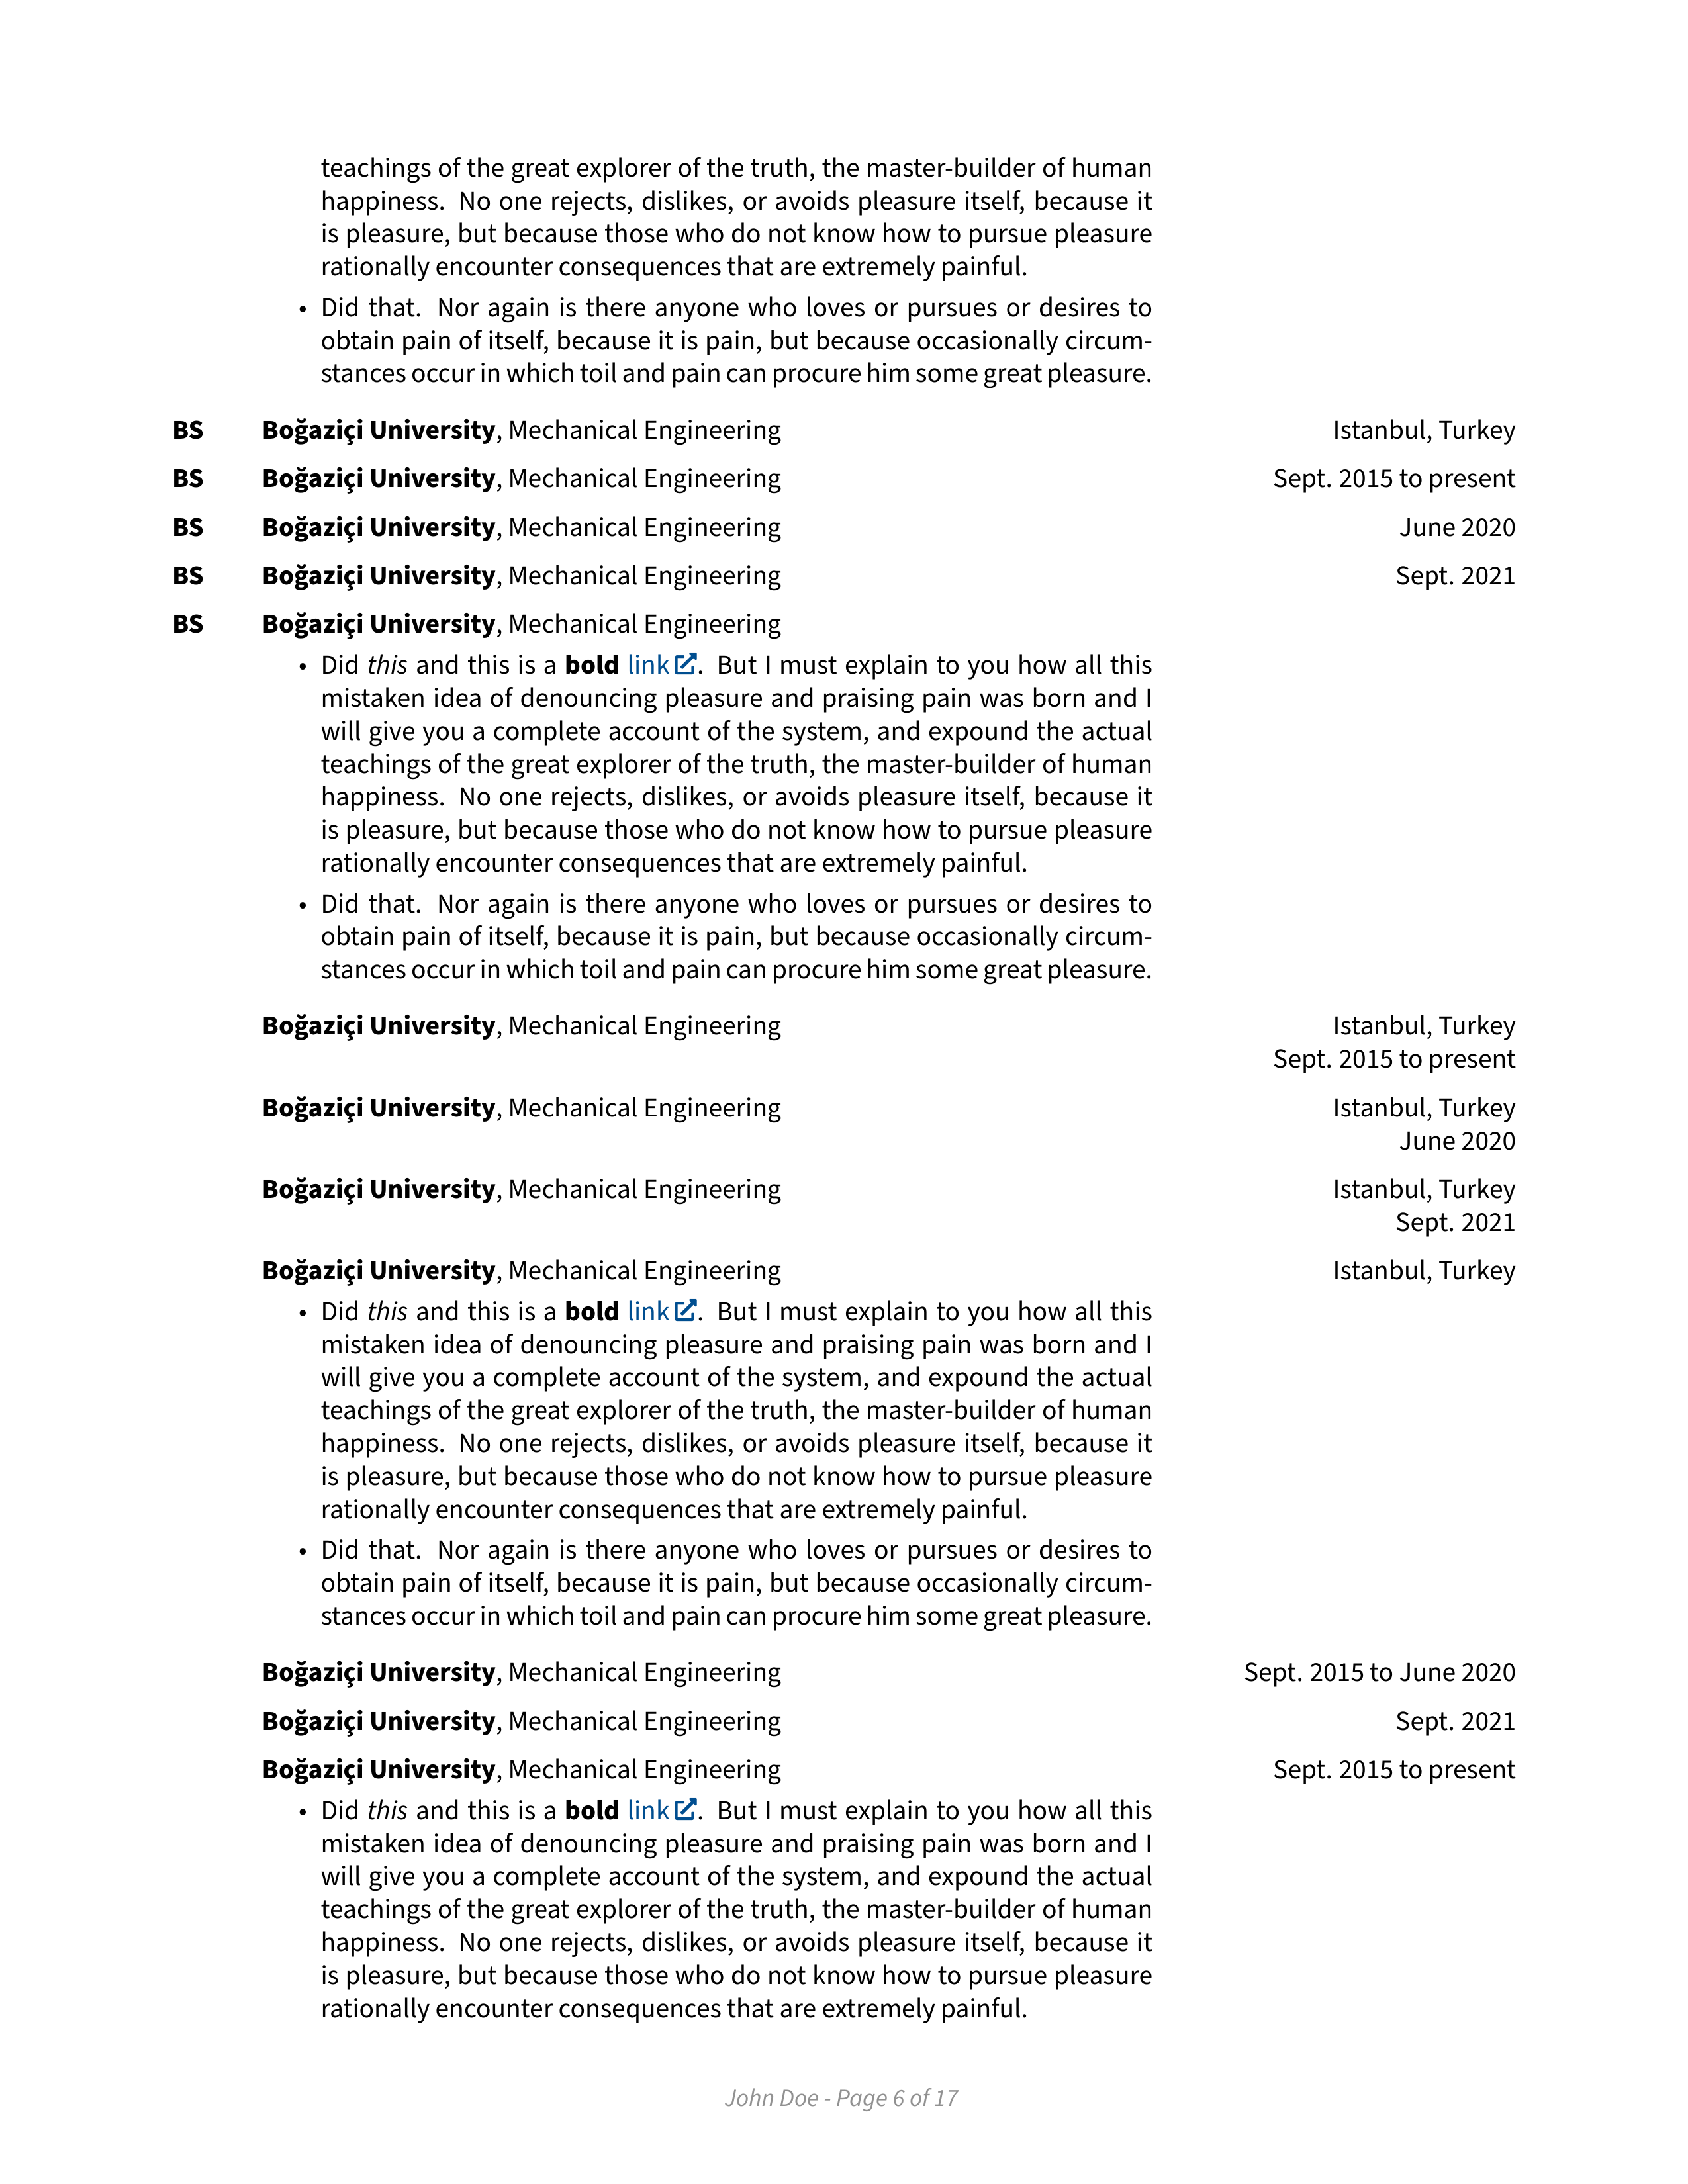 teachings of the great explorer of the truth, the master-builder of human
happiness. No one rejects, dislikes, or avoids pleasure itself, because it
is pleasure, but because those who do not know how to pursue pleasure
rationally encounter consequences that are extremely painful.
• Did that. Nor again is there anyone who loves or pursues or desires to
obtain pain of itself, because it is pain, but because occasionally circum-
stances occur in which toil and pain can procure him some great pleasure.
BS Boğaziçi University, Mechanical Engineering Istanbul, Turkey
BS Boğaziçi University, Mechanical Engineering Sept. 2015 to present
BS Boğaziçi University, Mechanical Engineering June 2020
BS Boğaziçi University, Mechanical Engineering Sept. 2021
BS Boğaziçi University, Mechanical Engineering
• Did this and this is a bold link. But I must explain to you how all this
mistaken idea of denouncing pleasure and praising pain was born and I
will give you a complete account of the system, and expound the actual
teachings of the great explorer of the truth, the master-builder of human
happiness. No one rejects, dislikes, or avoids pleasure itself, because it
is pleasure, but because those who do not know how to pursue pleasure
rationally encounter consequences that are extremely painful.
• Did that. Nor again is there anyone who loves or pursues or desires to
obtain pain of itself, because it is pain, but because occasionally circum-
stances occur in which toil and pain can procure him some great pleasure.
Boğaziçi University, Mechanical Engineering Istanbul, Turkey
Sept. 2015 to present
Boğaziçi University, Mechanical Engineering Istanbul, Turkey
June 2020
Boğaziçi University, Mechanical Engineering Istanbul, Turkey
Sept. 2021
Boğaziçi University, Mechanical Engineering Istanbul, Turkey
• Did this and this is a bold link. But I must explain to you how all this
mistaken idea of denouncing pleasure and praising pain was born and I
will give you a complete account of the system, and expound the actual
teachings of the great explorer of the truth, the master-builder of human
happiness. No one rejects, dislikes, or avoids pleasure itself, because it
is pleasure, but because those who do not know how to pursue pleasure
rationally encounter consequences that are extremely painful.
• Did that. Nor again is there anyone who loves or pursues or desires to
obtain pain of itself, because it is pain, but because occasionally circum-
stances occur in which toil and pain can procure him some great pleasure.
Boğaziçi University, Mechanical Engineering Sept. 2015 to June 2020
Boğaziçi University, Mechanical Engineering Sept. 2021
Boğaziçi University, Mechanical Engineering Sept. 2015 to present
• Did this and this is a bold link. But I must explain to you how all this
mistaken idea of denouncing pleasure and praising pain was born and I
will give you a complete account of the system, and expound the actual
teachings of the great explorer of the truth, the master-builder of human
happiness. No one rejects, dislikes, or avoids pleasure itself, because it
is pleasure, but because those who do not know how to pursue pleasure
rationally encounter consequences that are extremely painful.
John Doe - Page 6 of 17